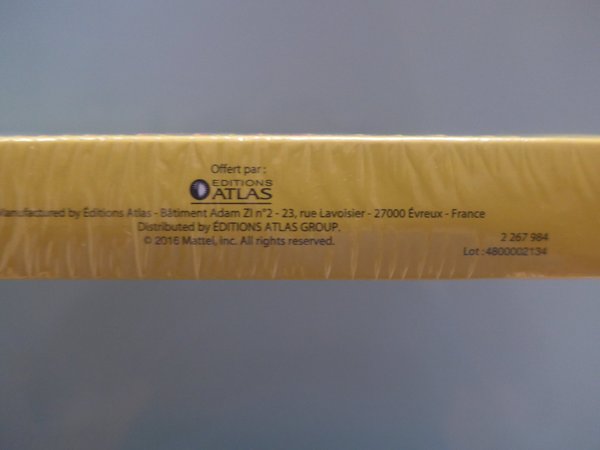 Offert par :
EDITIONS
ATLAS
Manufactured by Éditions Atlas - Bâtiment Adam ZI n°2 - 23, rue Lavoisier - 27000 Évreux - France
Distributed by ÉDITIONS ATLAS GROUP.
© 2016 Mattel, Inc. All rights reserved.
2 267 984
Lot :4800002134